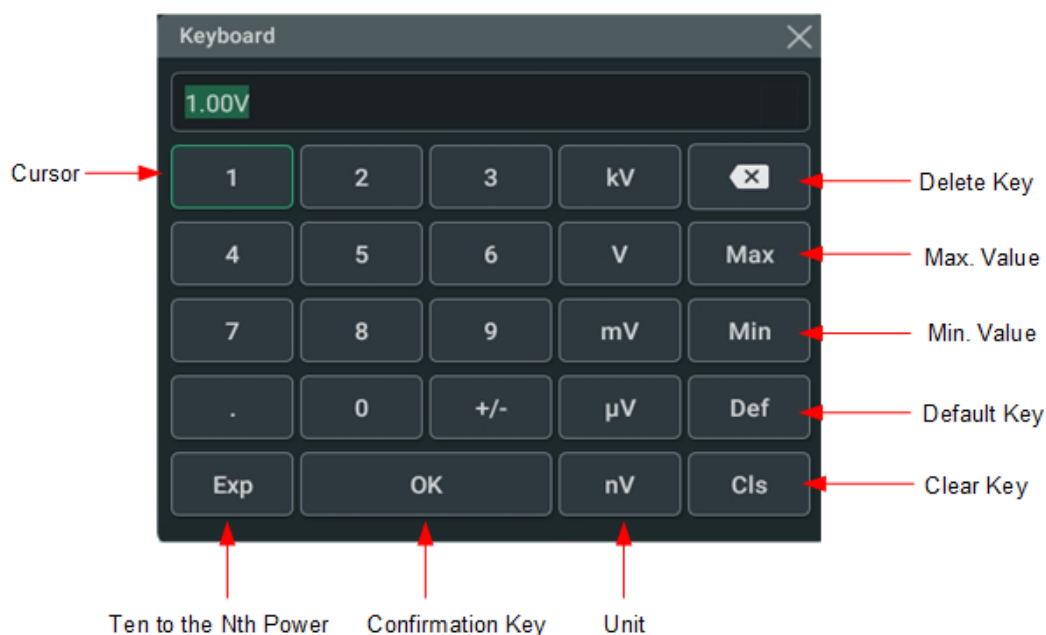 Keyboard
1.00V
Cursor
1 2 3 kV
Delete Key
4 5 6 V Max
Max. Value
7 8 9 mV Min
Min. Value
. 0 +/- µV Def
Default Key
Exp OK nV Cls
Clear Key
Ten to the Nth Power Confirmation Key Unit